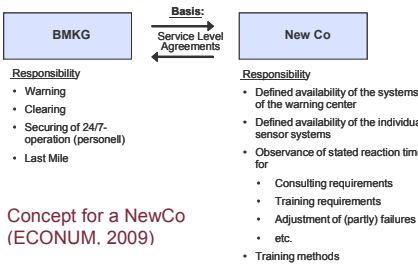 Basis:
BMKG
Service Level
Agreements
New Co
Responsibility
• Warning
• Clearing
• Securing of 24/7-
operation (personell)
• Last Mile
Responsibility
• Defined availability of the systems
of the warning center
• Defined availability of the individua
sensor systems
• Observance of stated reaction time
for
• Consulting requirements
• Training requirements
• Adjustment of (partly) failures
• etc.
• Training methods
Concept for a NewCo
(ECONUM, 2009)